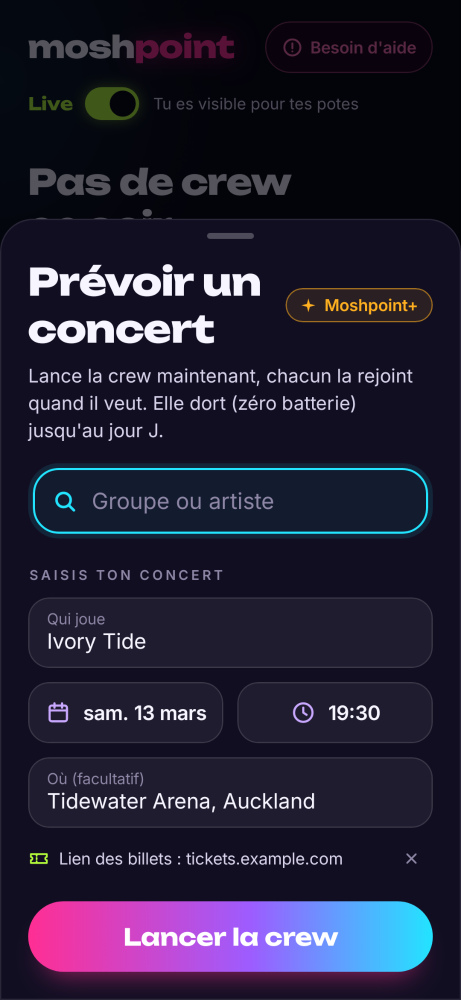 moshpoint
Besoin d'aide
Live
Tu es visible pour tes potes
Pas de crew
ce soir
Prévoir un
concert
Moshpoint+
Lance la crew maintenant, chacun la rejoint
quand il veut. Elle dort (zéro batterie)
jusqu'au jour J.
Groupe ou artiste
SAISIS TON CONCERT
Qui joue
Ivory Tide
sam. 13 mars
19:30
Où (facultatif)
Tidewater Arena, Auckland
Lien des billets : tickets.example.com
Lancer la crew